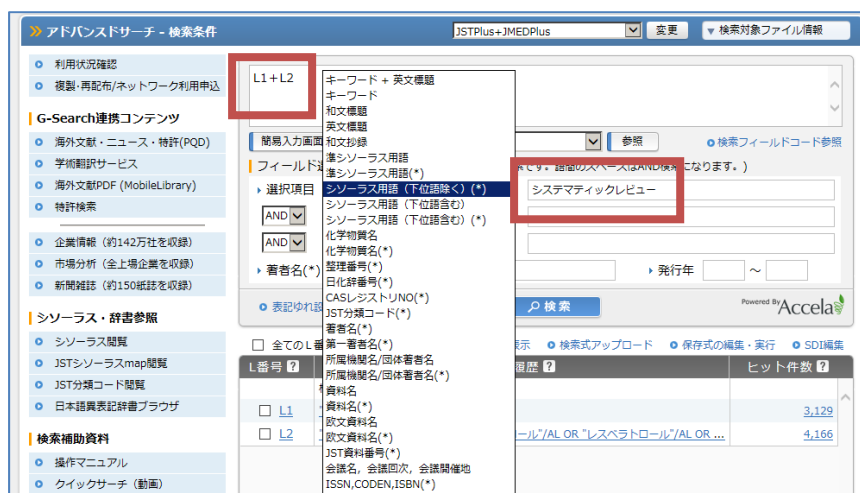 アドバンスドサーチ - 検索条件
JSTPlus+JMEDPlus
変更
▼検索対象ファイル情報
利用状況確認
複製・再配布/ネットワーク利用申込
G-Search連携コンテンツ
海外文献・ニュース・特許(PQD)
学術翻訳サービス
海外文献PDF (MobileLibrary)
特許検索
企業情報（約142万社を収録）
市場分析（全上場企業を収録）
新聞雑誌（約150紙誌を収録）
シソーラス・辞書参照
シソーラス閲覧
JSTシソーラスmap閲覧
JST分類コード閲覧
日本語異表記辞書ブラウザ
検索補助資料
操作マニュアル
クイックサーチ（動画）
L1+L2
簡易入力画面
参照
検索フィールドコード参照
フィールド
です。語間のスペースはAND検索になります。)
選択項目
システマティックレビュー
AND
AND
著者名(*)
発行年
～
表記ゆれ設
検索
Powered By Accela
キーワード + 英文標題
キーワード
和文標題
英文標題
和文抄録
準シソーラス用語
準シソーラス用語(*)
シソーラス用語（下位語除く）(*)
シソーラス用語（下位語含む）
シソーラス用語（下位語含む）(*)
化学物質名
化学物質名(*)
整理番号(*)
日化辞番号(*)
CASレジストリNO(*)
JST分類コード(*)
著者名(*)
第一著者名(*)
所属機関名/団体著者名
所属機関名/団体著者名(*)
資料名
資料名(*)
欧文資料名
欧文資料名(*)
JST資料番号(*)
会議名，会議回次，会議開催地
ISSN,CODEN,ISBN(*)
全てのL番
示
検索式アップロード
保存式の編集・実行
SDI編集
L番号
履歴
ヒット件数
L1
3,129
L2
ール"/AL OR "レスベラトロール"/AL OR ...
4,166